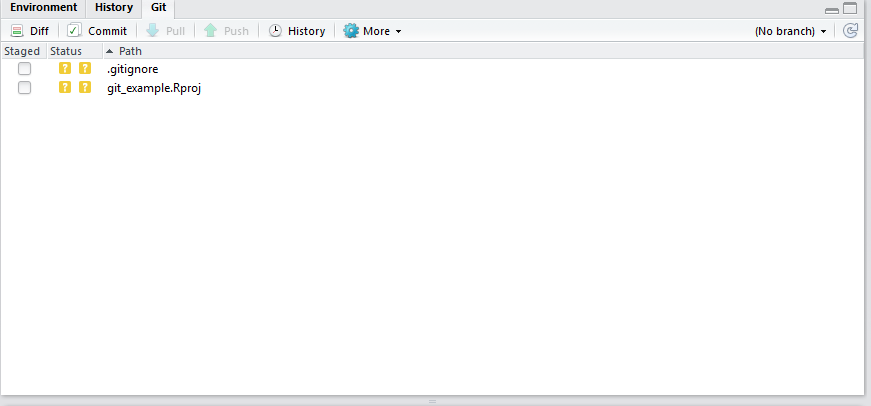 Environment History Git
Diff Commit Pull Push History More (No branch)
Staged Status Path
? ? .gitignore
? ? git_example.Rproj